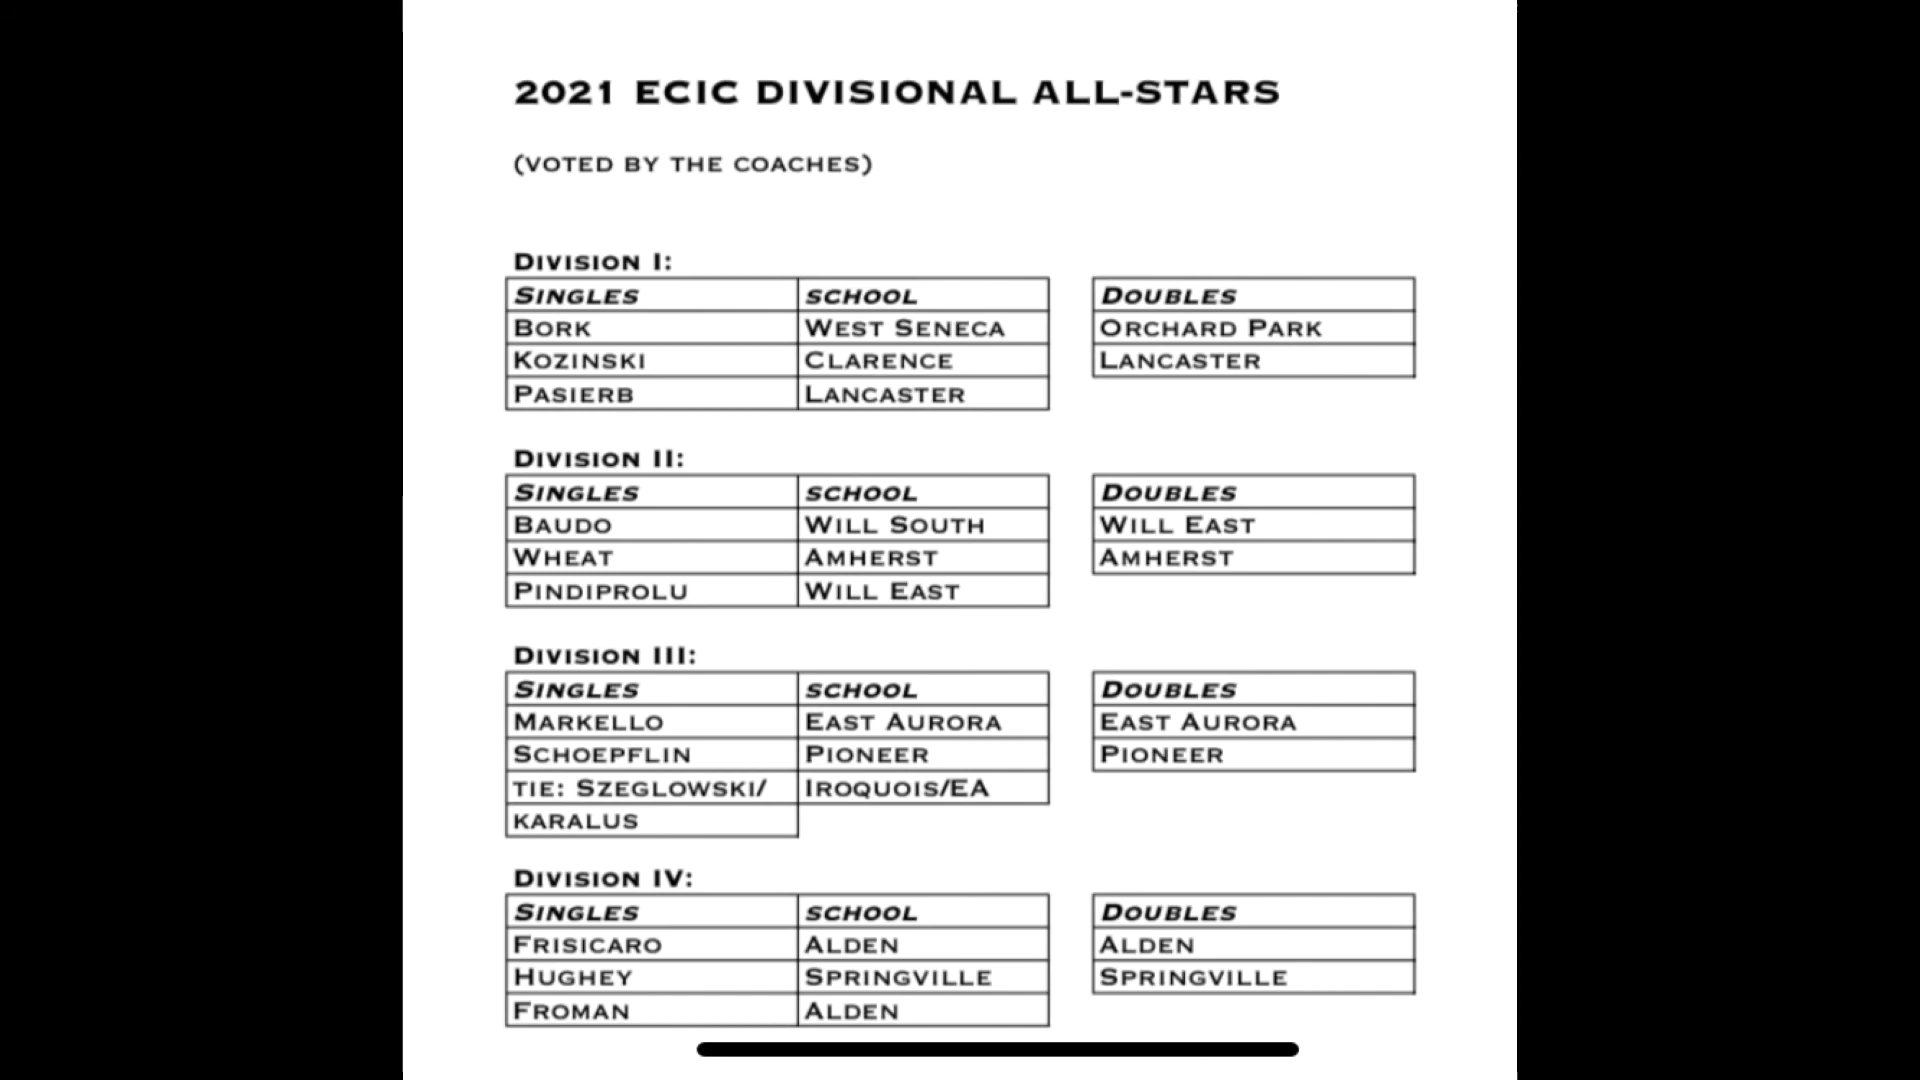 2021 ECIC DIVISIONAL ALL-STARS
(VOTED BY THE COACHES)
DIVISION I:
SINGLES SCHOOL DOUBLES
BORK WEST SENECA ORCHARD PARK
KOZINSKI CLARENCE LANCASTER
PASIERB LANCASTER
DIVISION II:
SINGLES SCHOOL DOUBLES
BAUDO WILL SOUTH WILL EAST
WHEAT AMHERST AMHERST
PINDIPROLU WILL EAST
DIVISION III:
SINGLES SCHOOL DOUBLES
MARKELLO EAST AURORA EAST AURORA
SCHOEPFLIN PIONEER PIONEER
TIE: SZEGLOWSKI/ IROQUOIS/EA
KARALUS
DIVISION IV:
SINGLES SCHOOL DOUBLES
FRISICARO ALDEN ALDEN
HUGHEY SPRINGVILLE SPRINGVILLE
FROMAN ALDEN